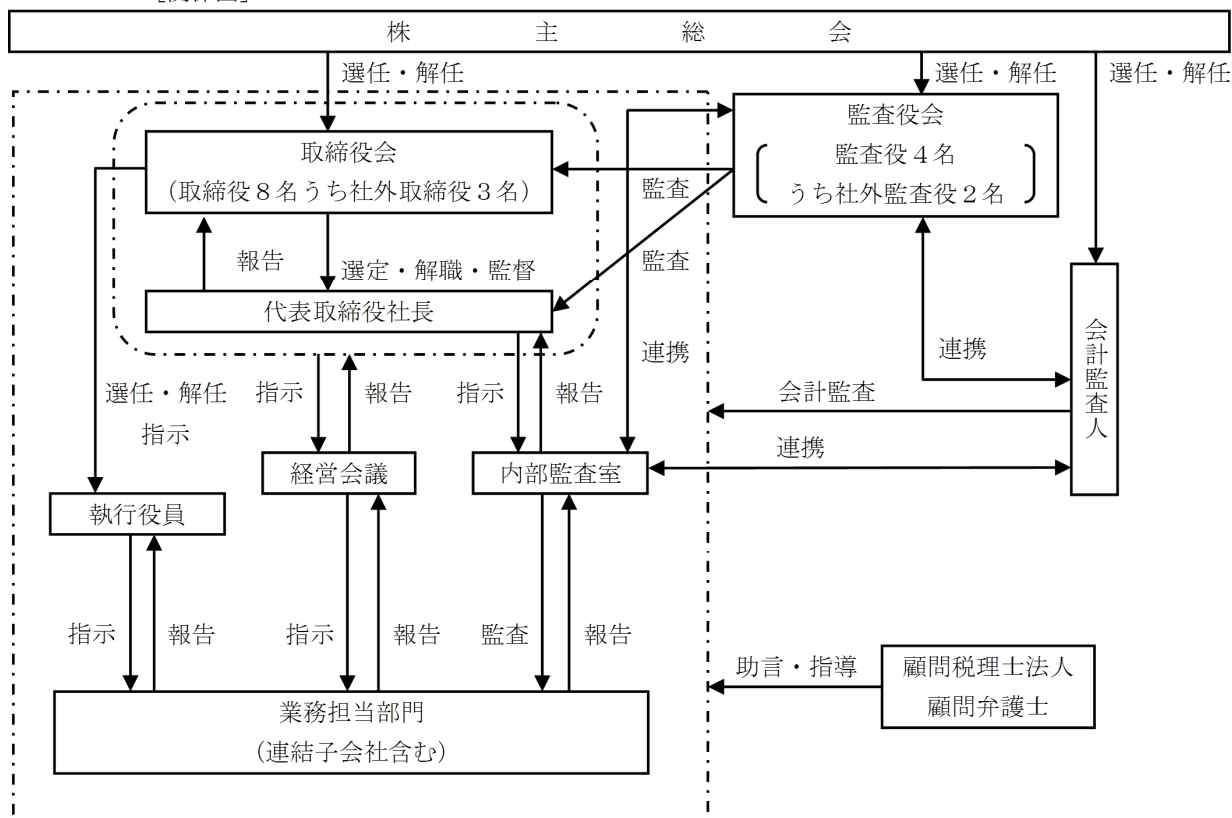 株主総会
選任・解任
選任・解任
選任・解任
取締役会
(取締役8名うち社外取締役3名)
監査役会
監査役4名
うち社外監査役2名
監査
報告
選定・解職・監督
監査
代表取締役社長
会計監査人
連携
連携
選任・解任
指示
指示
報告
指示
報告
会計監査
連携
経営会議
内部監査室
執行役員
指示
報告
指示
報告
監査
報告
助言・指導
顧問税理士法人
顧問弁護士
業務担当部門
(連結子会社含む)